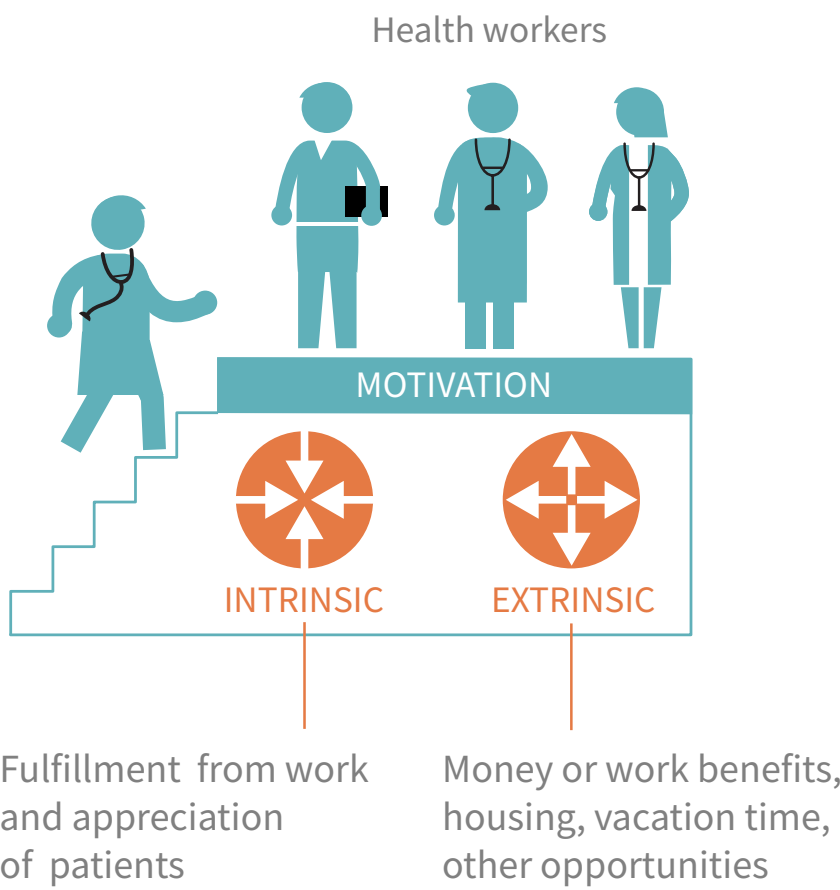 Health workers
MOTIVATION
INTRINSIC
EXTRINSIC
Fulfillment from work
and appreciation
of patients
Money or work benefits,
housing, vacation time,
other opportunities